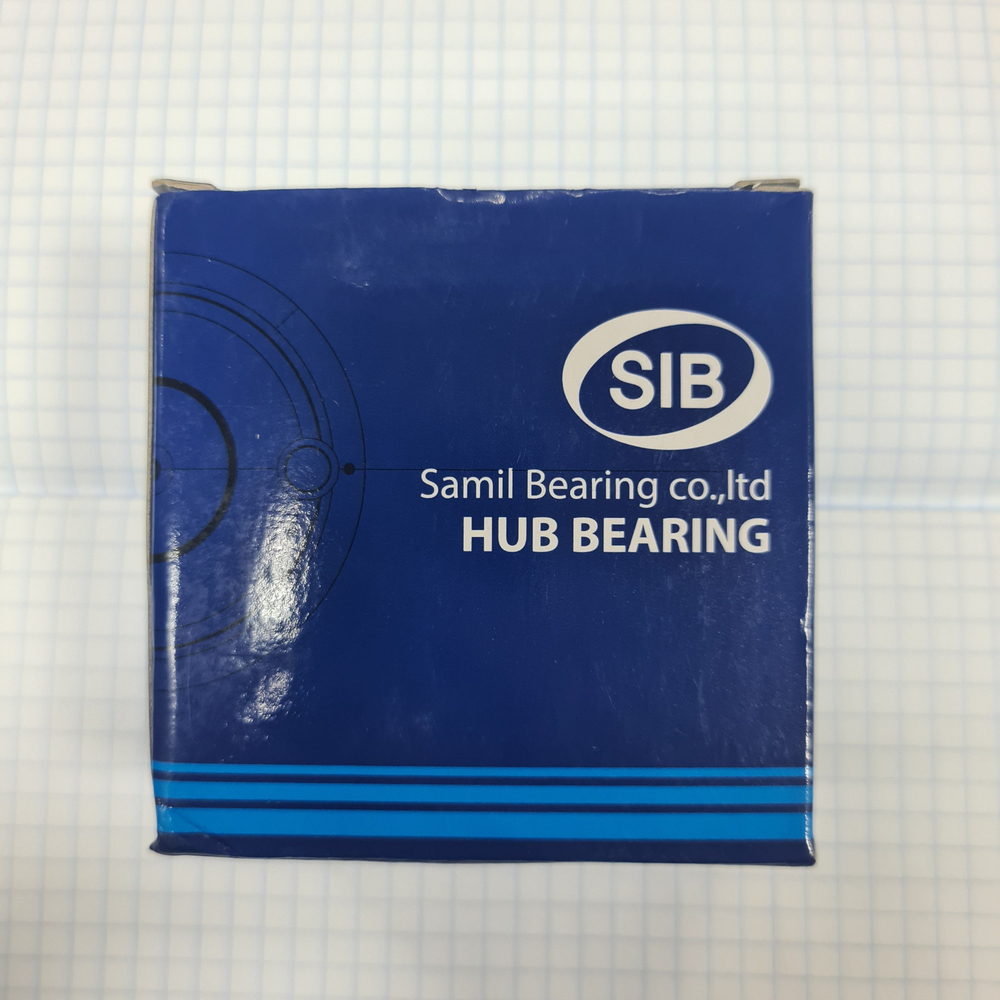 SIB
Samil Bearing co.,ltd
HUB BEARING